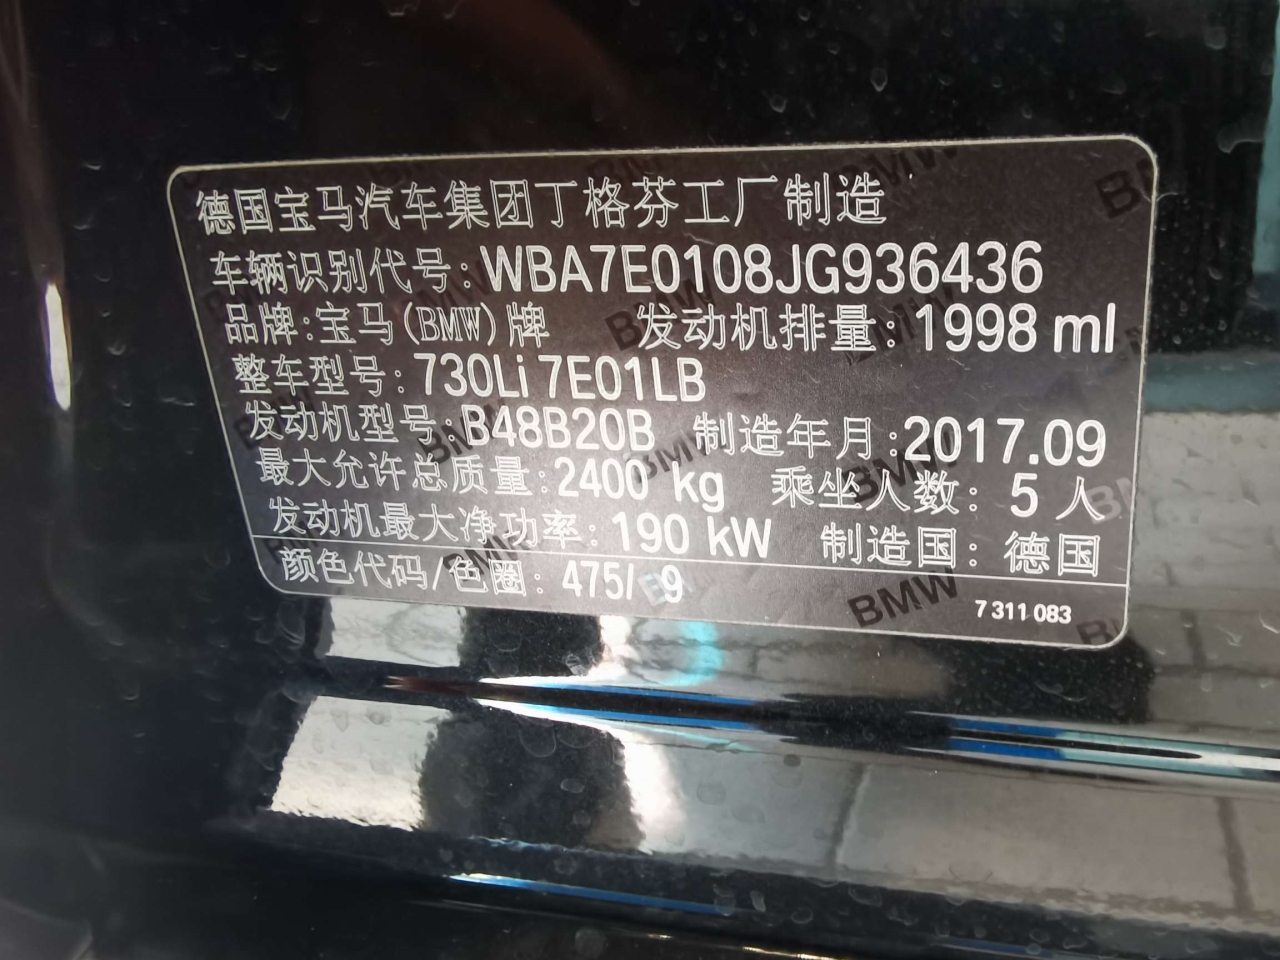 德国宝马汽车集团丁格芬工厂制造
车辆识别代号:WBA7E0108JG936436
品牌:宝马(BMW)牌 发动机排量:1998 ml
整车型号:730Li 7E01LB
发动机型号:B48B20B 制造年月:2017.09
最大允许总质量:2400 kg 乘坐人数: 5 人
发动机最大净功率:190 kW 制造国: 德国
颜色代码/色圈: 475/ 9
7 311 083